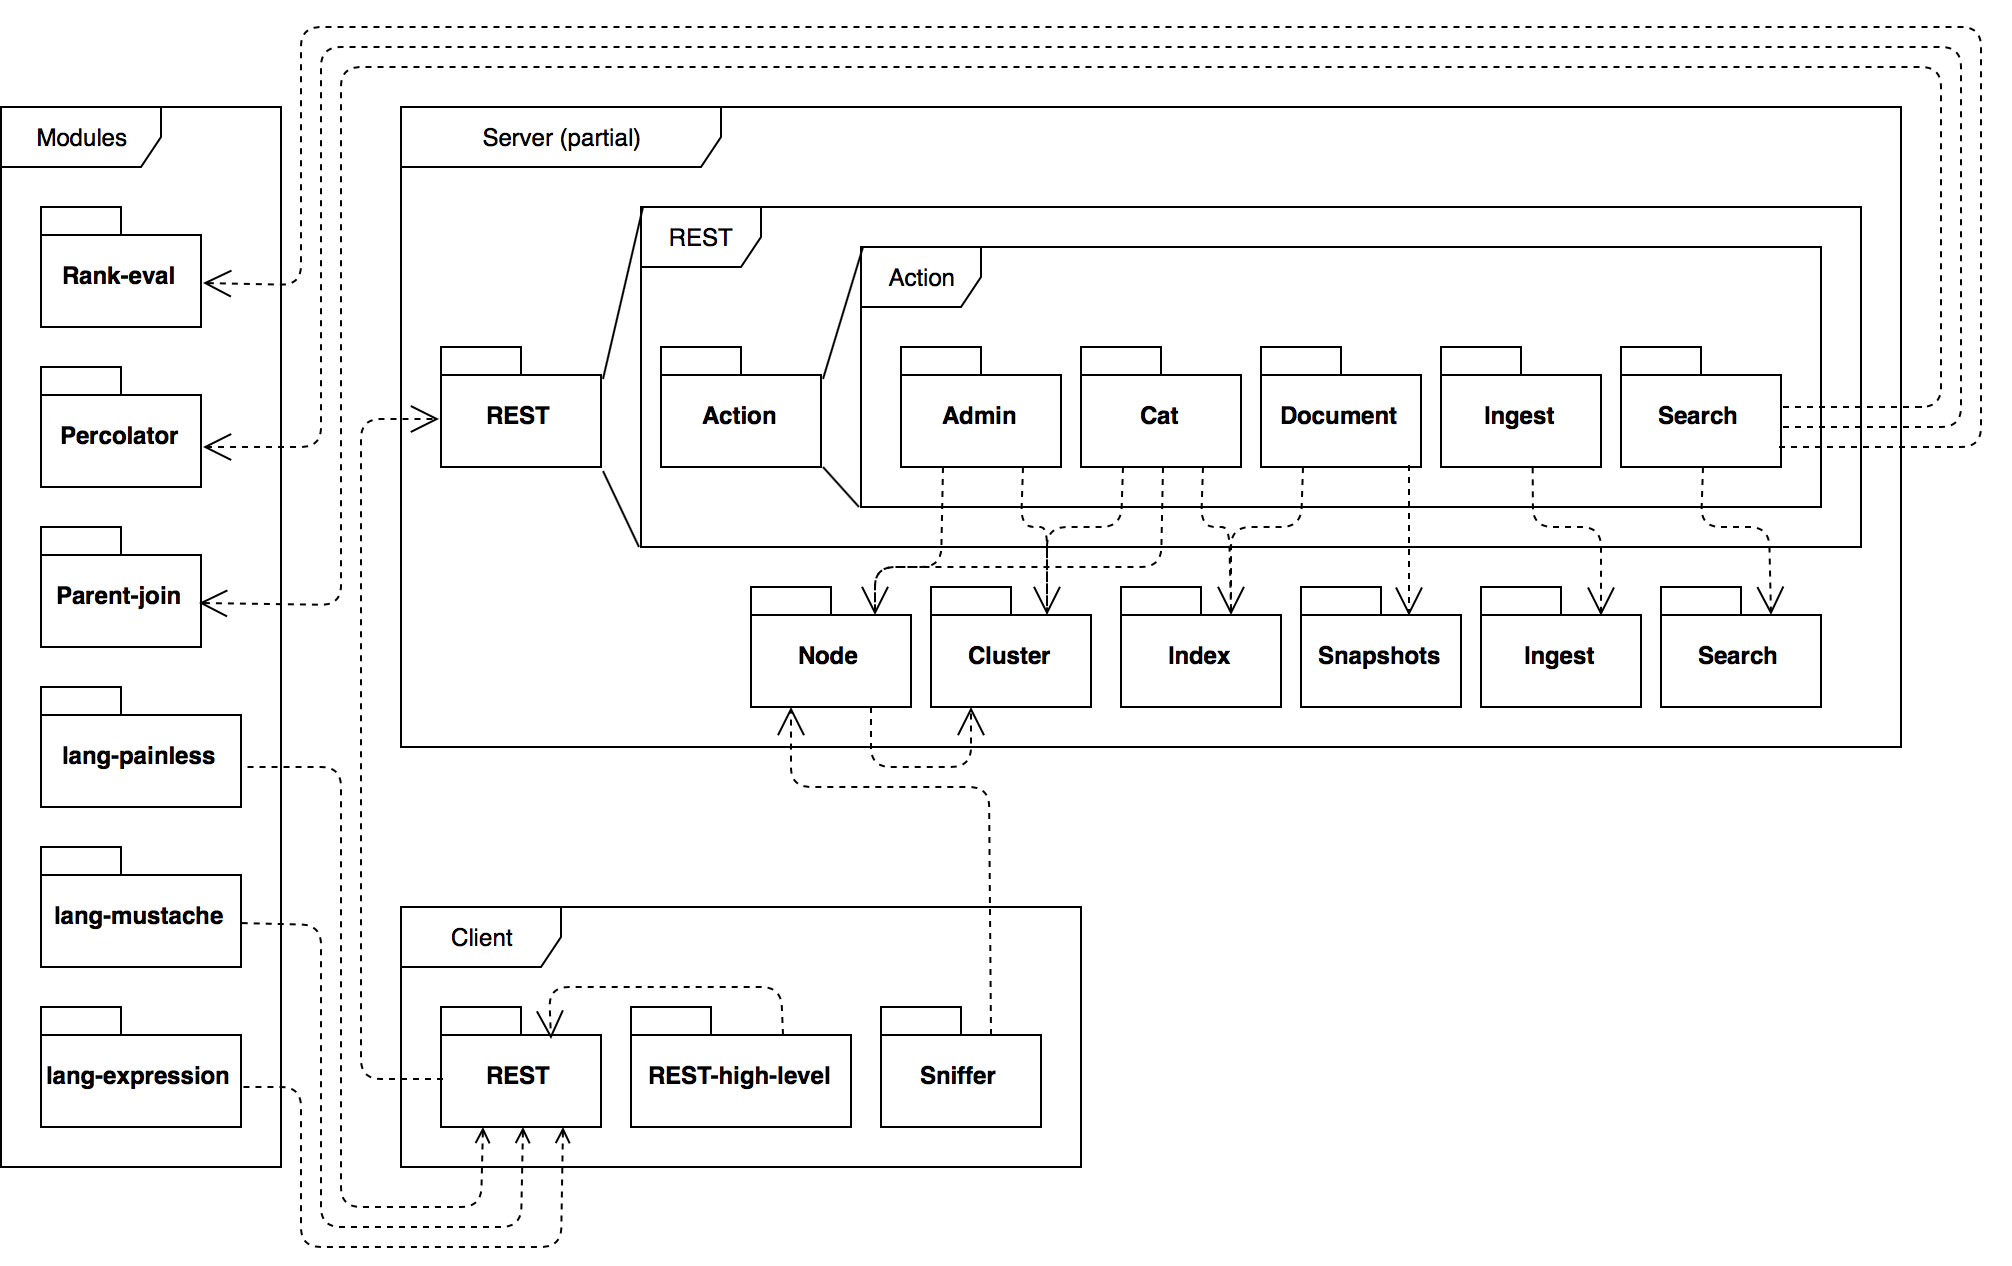 Modules
Rank-eval
Percolator
Parent-join
lang-painless
lang-mustache
lang-expression
Server (partial)
REST
REST
Action
Action
Admin
Cat
Document
Ingest
Search
Node
Cluster
Index
Snapshots
Ingest
Search
Client
REST
REST-high-level
Sniffer